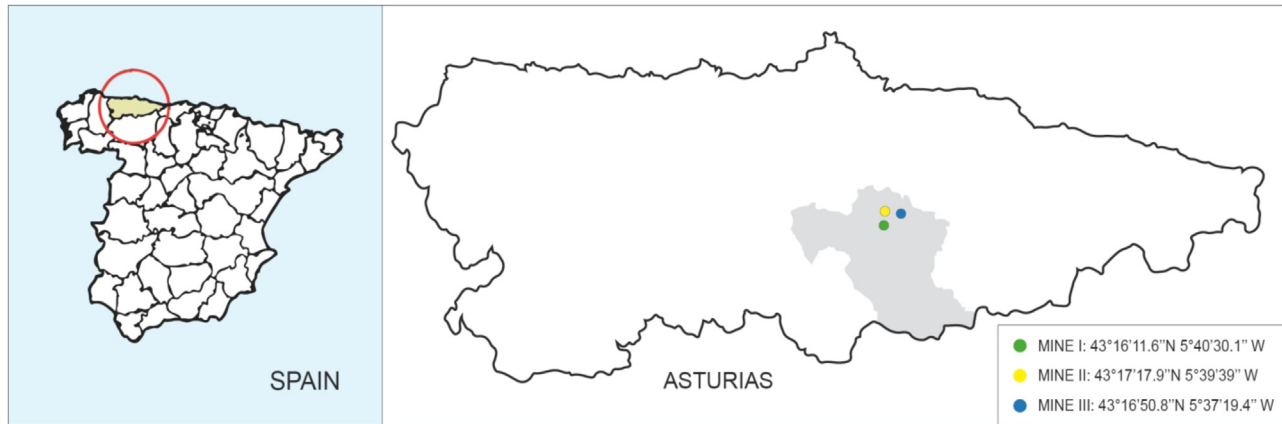 SPAIN
ASTURIAS
MINE I: 43°16’11.6’’N 5°40’30.1’’ W
MINE II: 43°17’17.9’’N 5°39’39’’ W
MINE III: 43°16’50.8’’N 5°37’19.4’’ W